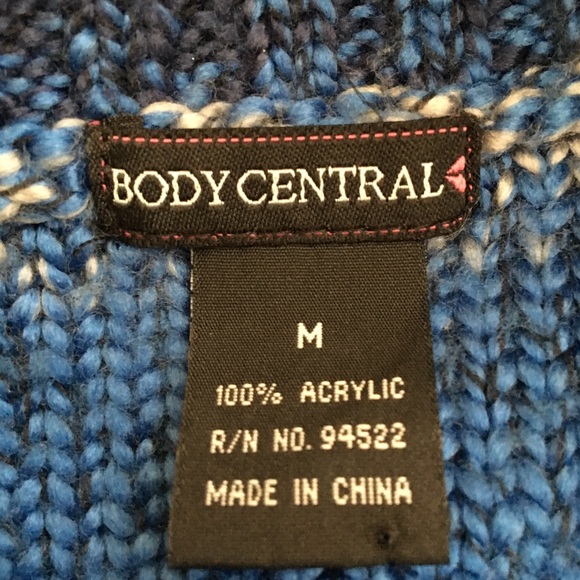 BODY CENTRAL
M
100% ACRYLIC
R/N NO. 94522
MADE IN CHINA